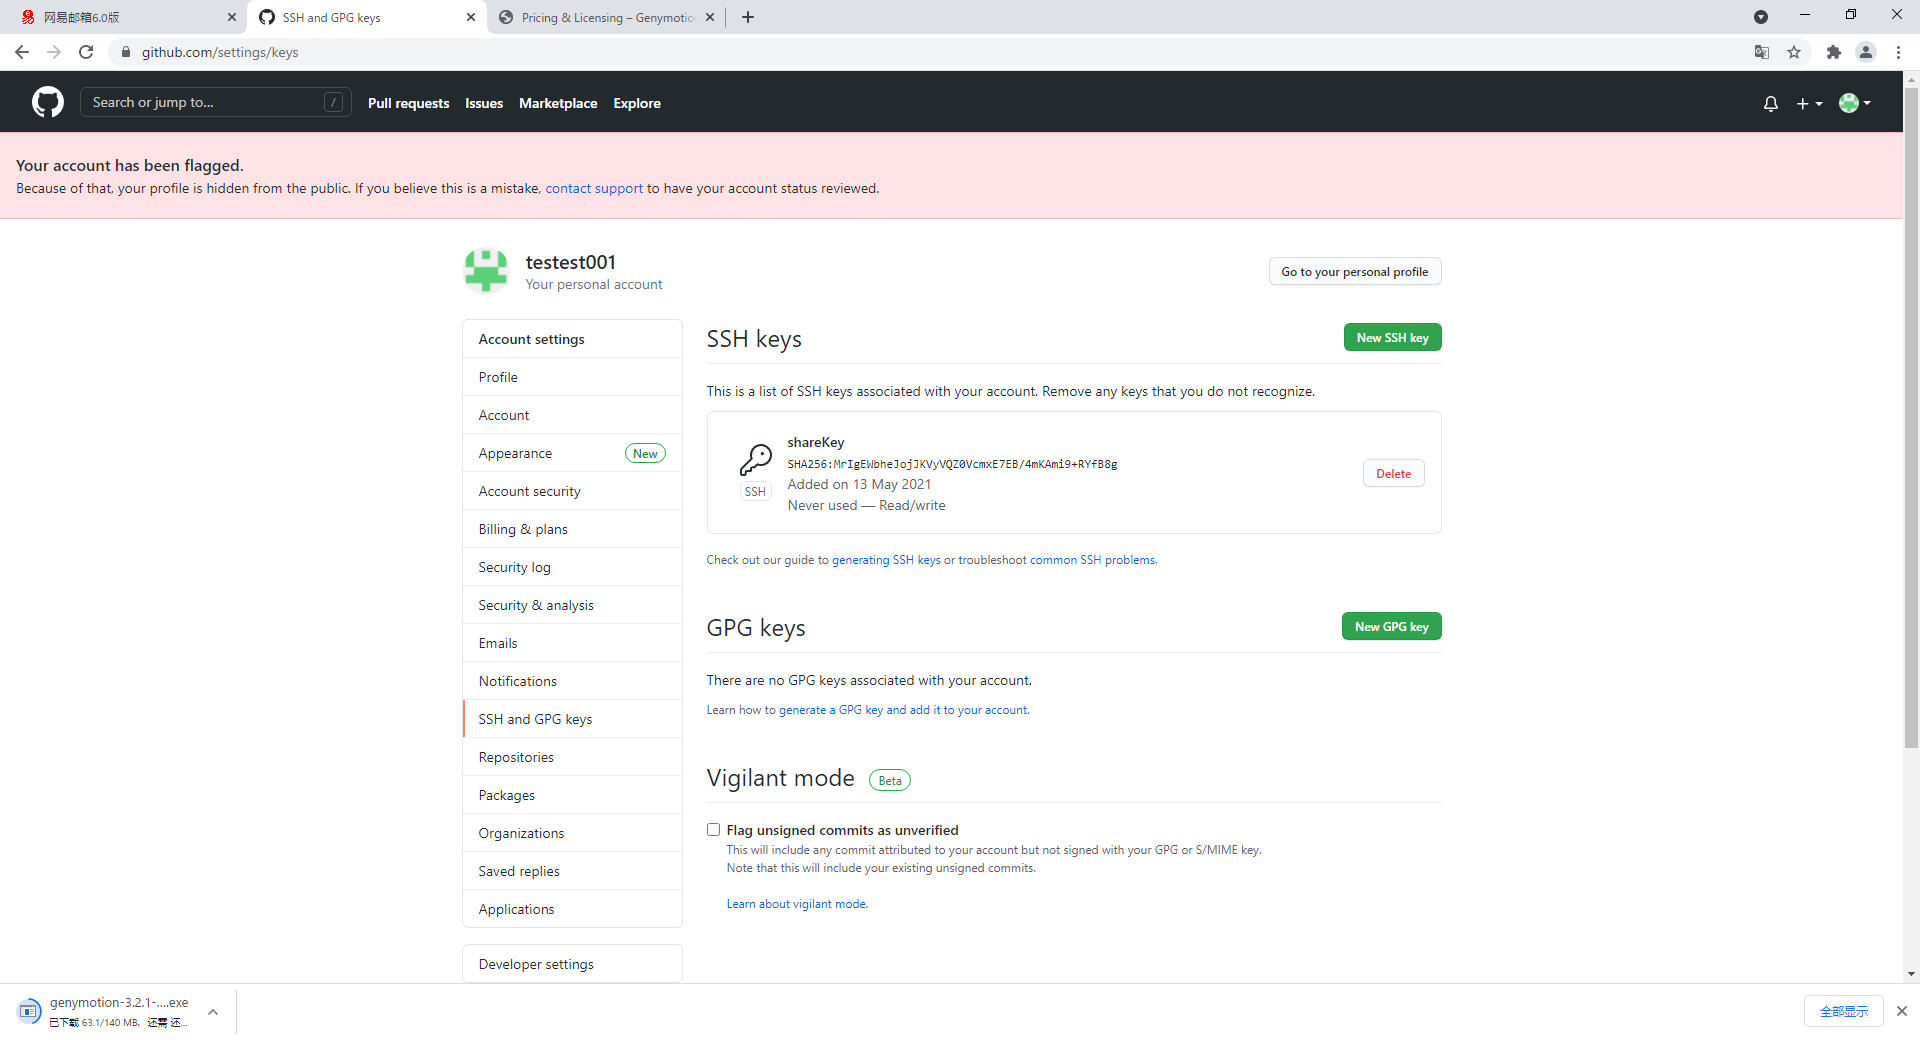 网易邮箱6.0版
SSH and GPG keys
Pricing & Licensing – Genymotion
github.com/settings/keys
Search or jump to...
/
Pull requests
Issues
Marketplace
Explore
Your account has been flagged.
Because of that, your profile is hidden from the public. If you believe this is a mistake, contact support to have your account status reviewed.
testest001
Your personal account
Go to your personal profile
Account settings
Profile
Account
Appearance
New
Account security
Billing & plans
Security log
Security & analysis
Emails
Notifications
SSH and GPG keys
Repositories
Packages
Organizations
Saved replies
Applications
Developer settings
SSH keys
New SSH key
This is a list of SSH keys associated with your account. Remove any keys that you do not recognize.
shareKey
SHA256:MrIgEWbheJojJKVyVQZ0VcmxE7EB/4mKAmi9+RYfB8g
SSH
Added on 13 May 2021
Never used — Read/write
Delete
Check out our guide to generating SSH keys or troubleshoot common SSH problems.
GPG keys
New GPG key
There are no GPG keys associated with your account.
Learn how to generate a GPG key and add it to your account.
Vigilant mode
Beta
Flag unsigned commits as unverified
This will include any commit attributed to your account but not signed with your GPG or S/MIME key.
Note that this will include your existing unsigned commits.
Learn about vigilant mode.
genymotion-3.2.1-....exe
已下载 63.1/140 MB，还需 还...
全部显示